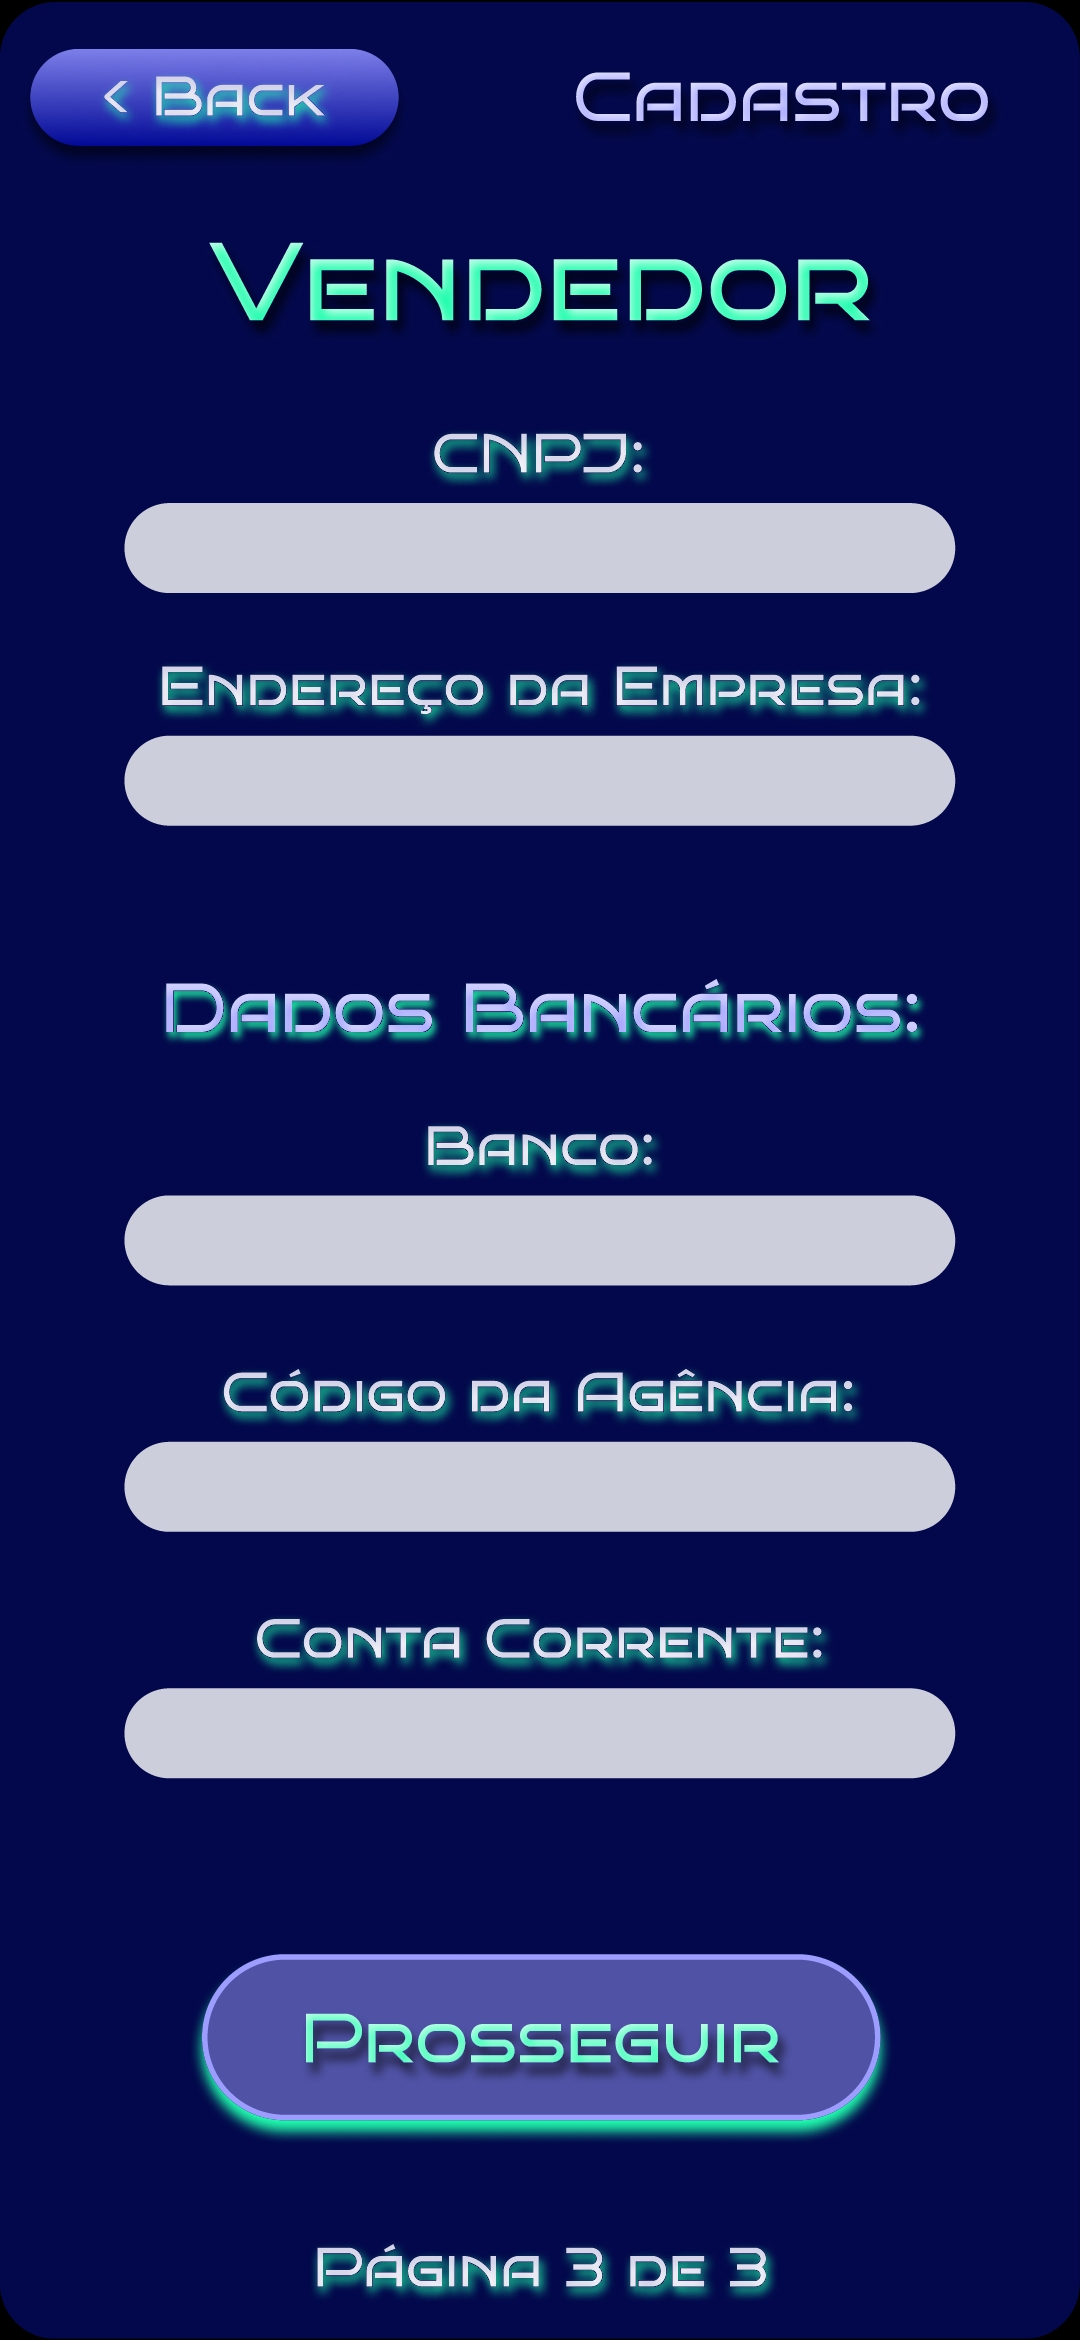 < Back
Cadastro
Vendedor
CNPJ:
Endereço da Empresa:
Dados Bancários:
Banco:
Código da Agência:
Conta Corrente:
Prosseguir
Página 3 de 3